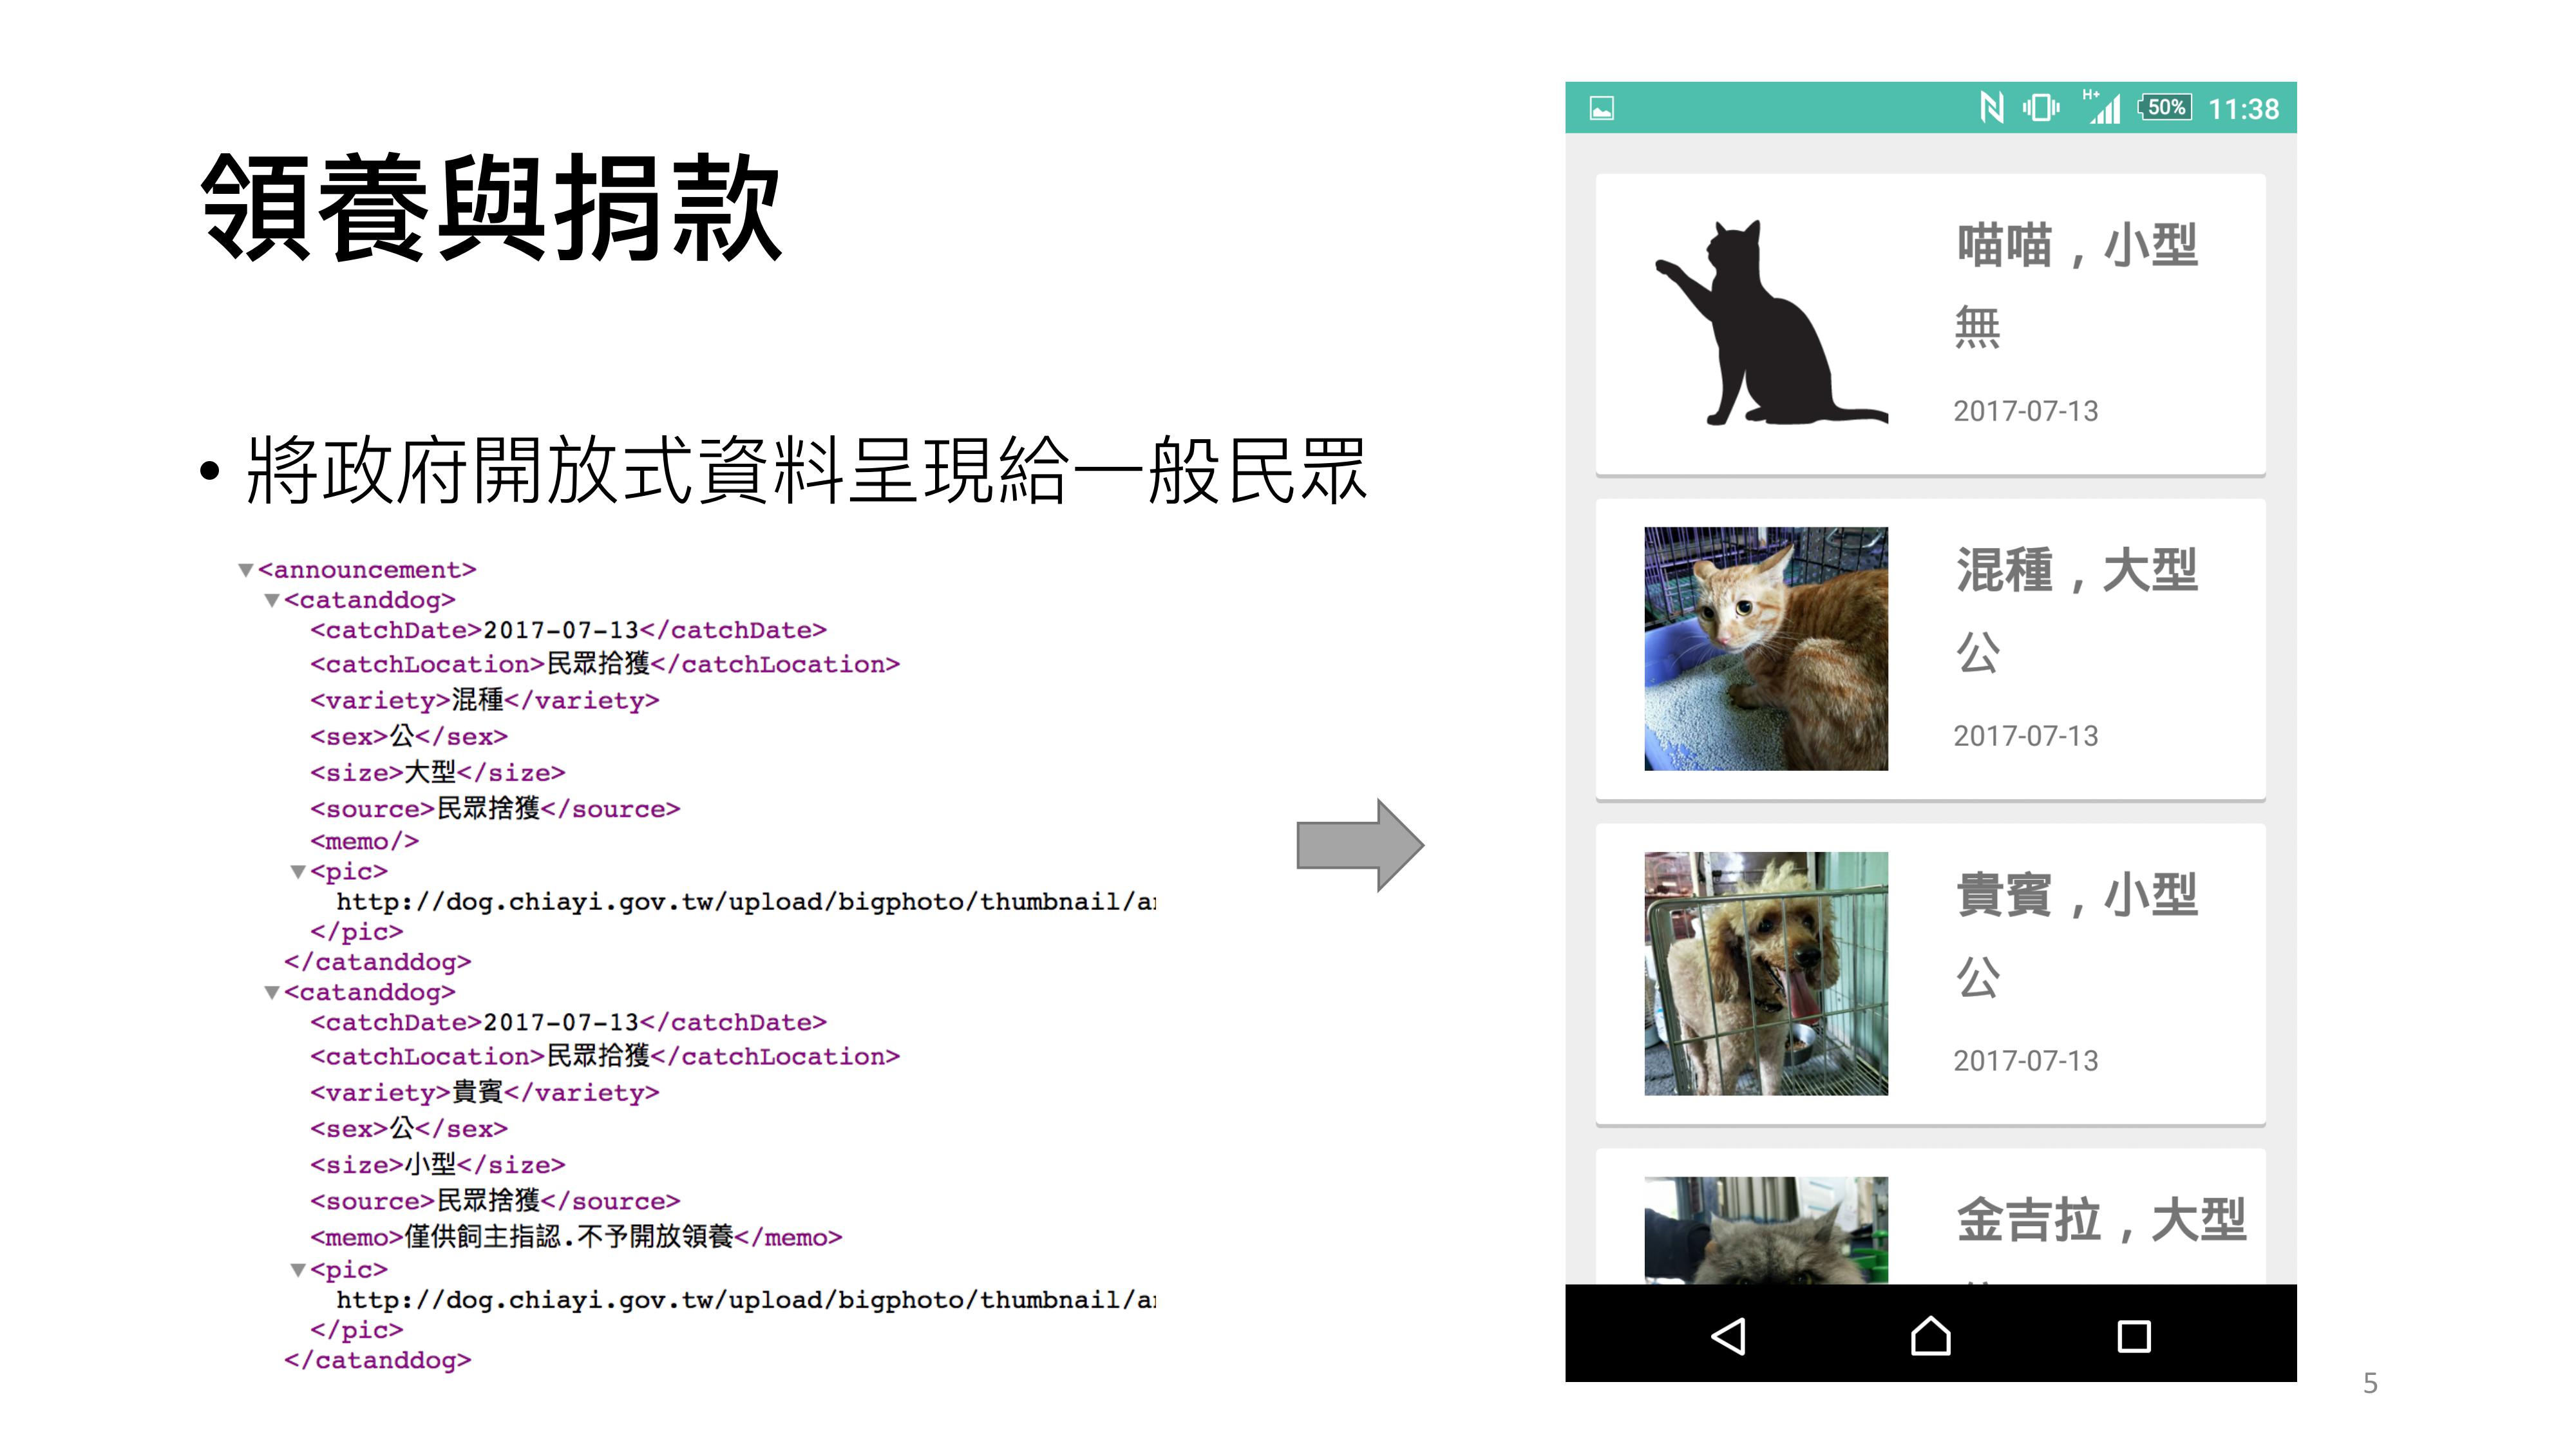 領養與捐款
• 將政府開放式資料呈現給一般民眾
▼<announcement>
▼<catanddog>
<catchDate>2017-07-13</catchDate>
<catchLocation>民眾拾獲</catchLocation>
<variety>混種</variety>
<sex>公</sex>
<size>大型</size>
<source>民眾捨獲</source>
<memo/>
▼<pic>
http://dog.chiayi.gov.tw/upload/bigphoto/thumbnail/a
</pic>
</catanddog>
▼<catanddog>
<catchDate>2017-07-13</catchDate>
<catchLocation>民眾拾獲</catchLocation>
<variety>貴賓</variety>
<sex>公</sex>
<size>小型</size>
<source>民眾捨獲</source>
<memo>僅供飼主指認.不予開放領養</memo>
▼<pic>
http://dog.chiayi.gov.tw/upload/bigphoto/thumbnail/a
</pic>
</catanddog>
H+ 50% 11:38
喵喵，小型
無
2017-07-13
混種，大型
公
2017-07-13
貴賓，小型
公
2017-07-13
金吉拉，大型
5